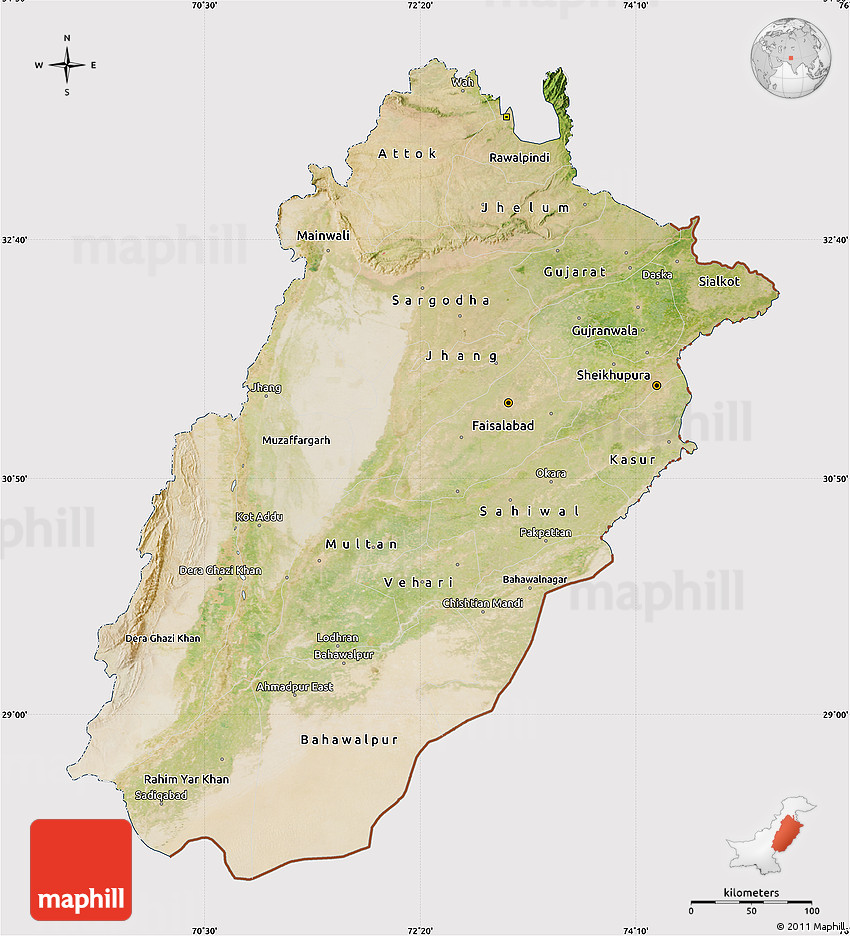 70°30'
72°20'
74°10'
N
W E
S
Wah
Attok
Rawalpindi
Jhelum
maphill
32°40'
32°40'
Mainwali
Gujarat
Daska
Sialkot
Sargodha
Gujranwala
Jhang
Sheikhupura
Jhang
Faisalabad
maphill
Muzaffargarh
Kasur
30°50'
30°50'
Okara
Sahiwal
Kot Addu
maphill
Pakpattan
Multan
Dera Ghazi Khan
Vehari
Bahawalnagar
maphill
Chishtian Mandi
Dera Ghazi Khan
Lodhran
Bahawalpur
Ahmadpur East
29°00'
29°00'
Bahawalpur
Rahim Yar Khan
Sadiqabad
maphill
kilometers
0 50 100
70°30'
72°20'
74°10'
© 2011 Maphill